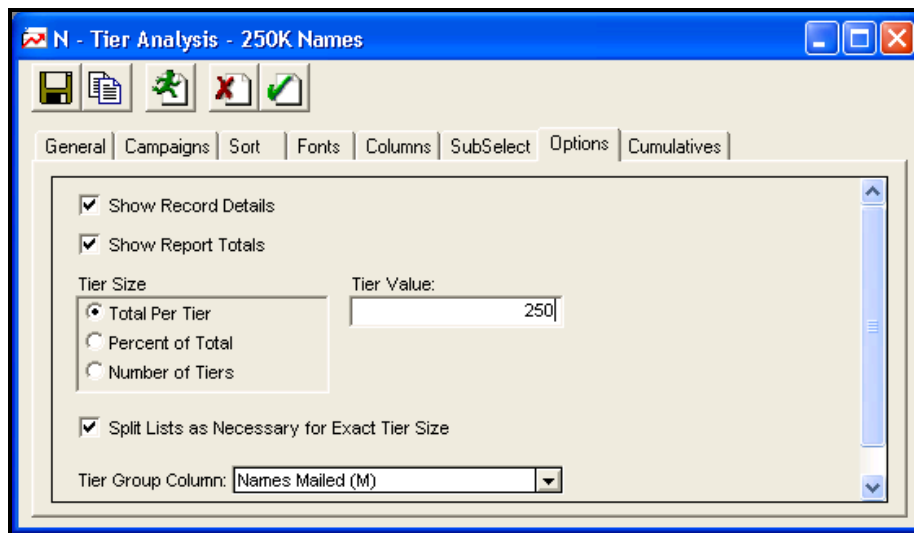 N - Tier Analysis - 250K Names
General Campaigns Sort Fonts Columns SubSelect Options Cumulatives
Show Record Details
Show Report Totals
Tier Size Tier Value:
Total Per Tier 250
Percent of Total
Number of Tiers
Split Lists as Necessary for Exact Tier Size
Tier Group Column: Names Mailed (M)